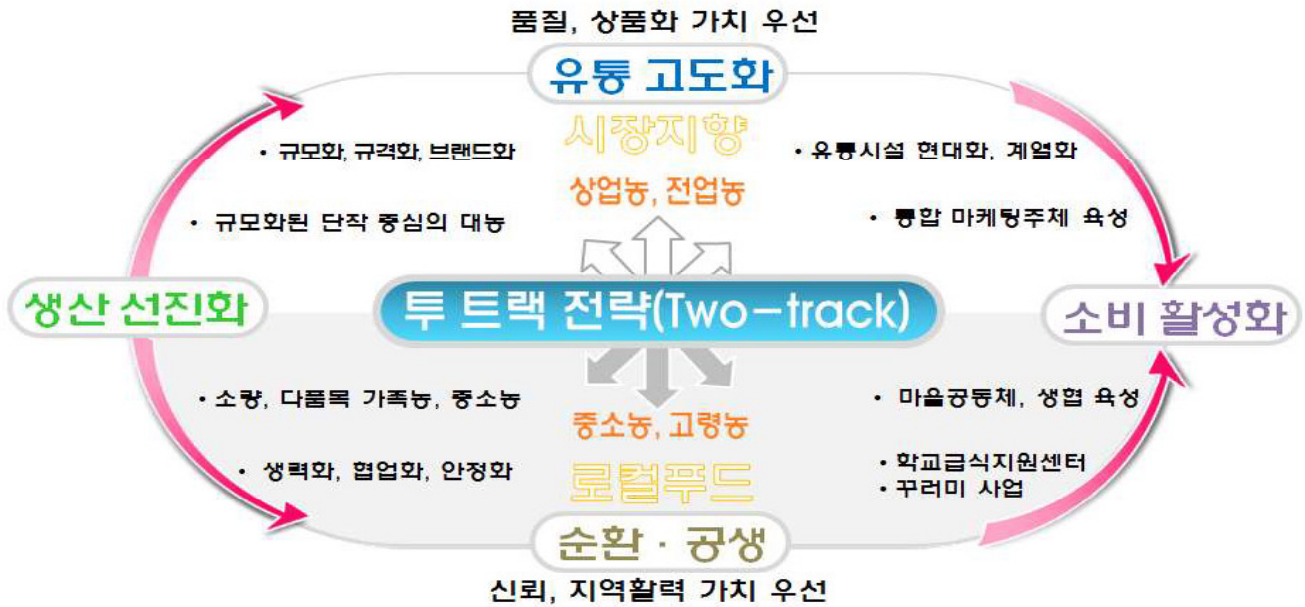 품질, 상품화 가치 우선
유통 고도화
시장지향
• 규모화, 규격화, 브랜드화
• 유통시설 현대화, 계열화
상업농, 전업농
• 규모화된 단작 중심의 대농
• 통합 마케팅주체 육성
생산 선진화
투 트랙 전략(Two-track)
소비 활성화
• 소량, 다품목 가족농, 중소농
• 마을공동체, 생협 육성
중소농, 고령농
• 생력화, 협업화, 안정화
로컬푸드
• 학교급식지원센터
• 꾸러미 사업
순환 · 공생
신뢰, 지역활력 가치 우선